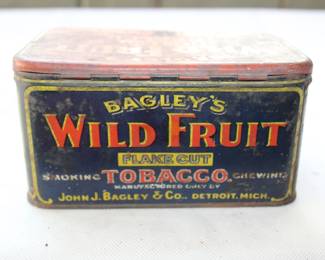 BAGLEY'S
WILD FRUIT
FLAKE CUT
SMOKING TOBACCO. CHEWING
MANUFACTURED ONLY BY
JOHN J. BAGLEY & CO., DETROIT, MICH.